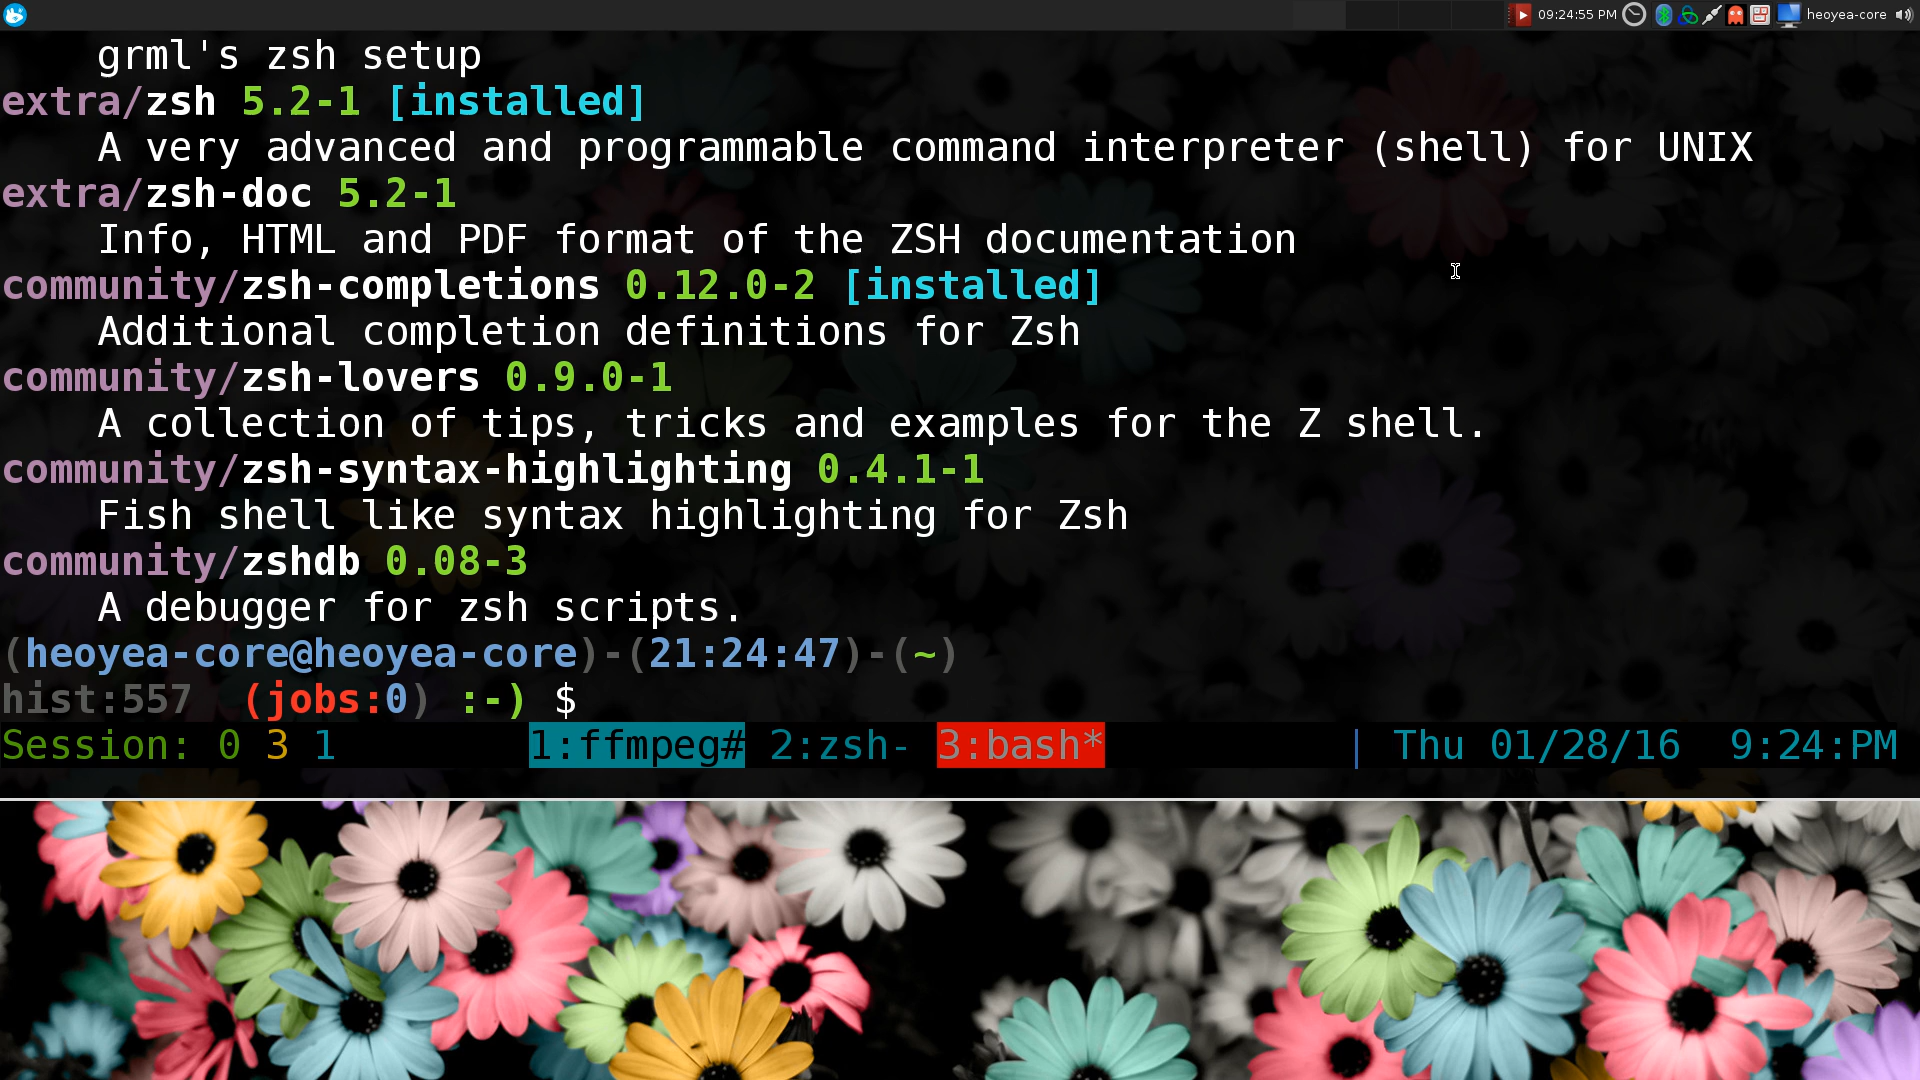 09:24:55 PM heoyea-core
grml's zsh setup
extra/zsh 5.2-1 [installed]
A very advanced and programmable command interpreter (shell) for UNIX
extra/zsh-doc 5.2-1
Info, HTML and PDF format of the ZSH documentation
community/zsh-completions 0.12.0-2 [installed]
Additional completion definitions for Zsh
community/zsh-lovers 0.9.0-1
A collection of tips, tricks and examples for the Z shell.
community/zsh-syntax-highlighting 0.4.1-1
Fish shell like syntax highlighting for Zsh
community/zshdb 0.08-3
A debugger for zsh scripts.
(heoyea-core@heoyea-core)-(21:24:47)-(~)
hist:557 (jobs:0) :-) $
Session: 0 3 1 1:ffmpeg# 2:zsh- 3:bash* | Thu 01/28/16 9:24:PM